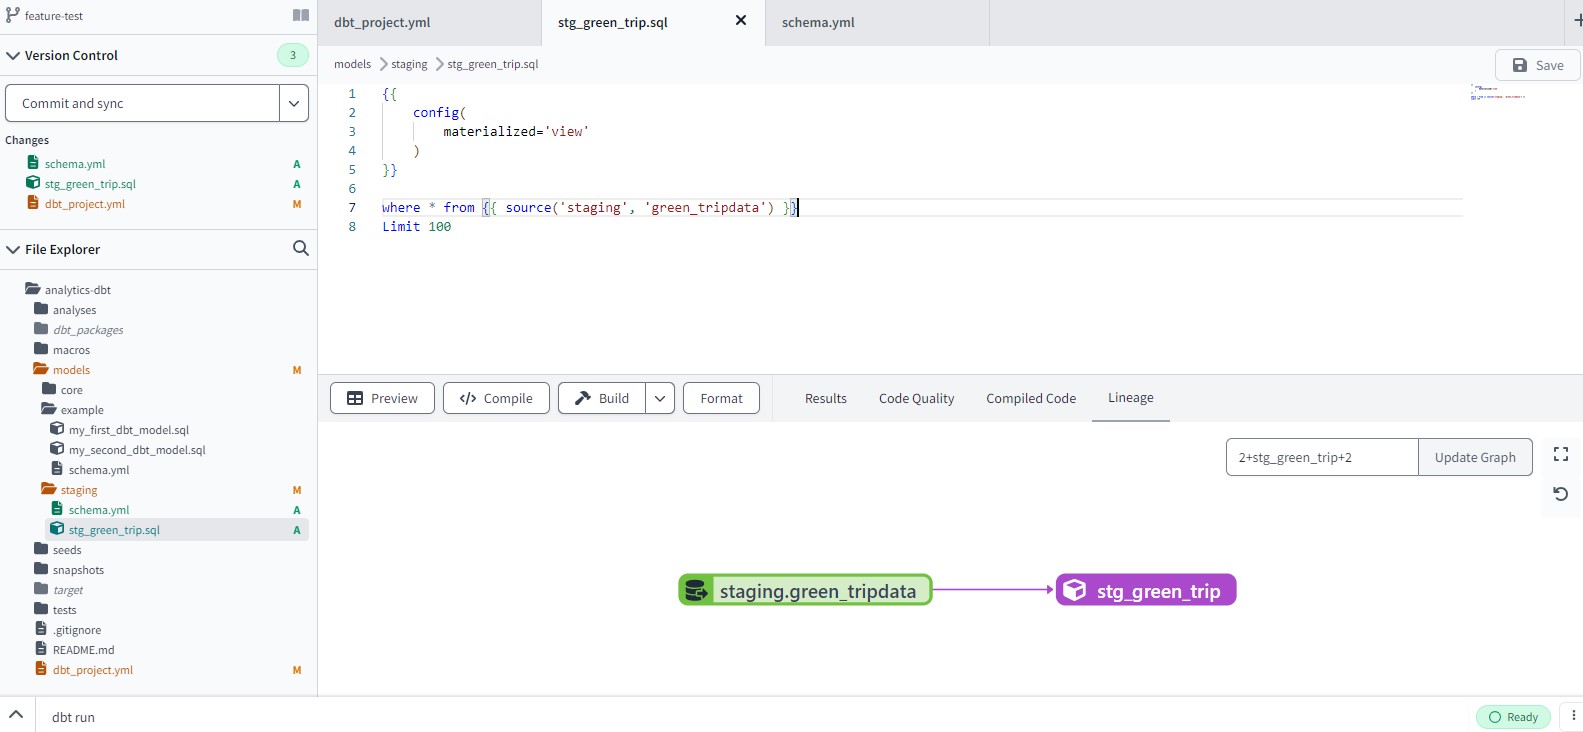 feature-test
Version Control
3
Commit and sync
Changes
schema.yml A
stg_green_trip.sql A
dbt_project.yml M
File Explorer
analytics-dbt
analyses
dbt_packages
macros
models M
core
example
my_first_dbt_model.sql
my_second_dbt_model.sql
schema.yml
staging M
schema.yml A
stg_green_trip.sql A
seeds
snapshots
target
tests
.gitignore
README.md
dbt_project.yml M
dbt_project.yml stg_green_trip.sql schema.yml
models staging stg_green_trip.sql
Save
1 {{
2 config(
3 materialized='view'
4 )
5 }}
6
7 where * from {{ source('staging', 'green_tripdata') }}
8 Limit 100
Preview </> Compile Build Format Results Code Quality Compiled Code Lineage
2+stg_green_trip+2 Update Graph
staging.green_tripdata stg_green_trip
dbt run Ready